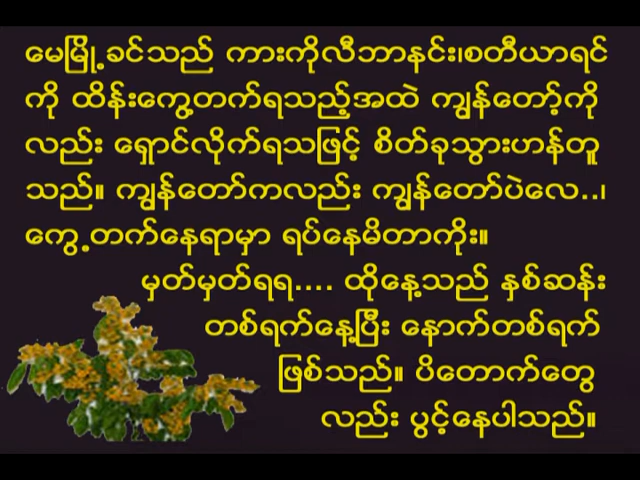 မေမြို့ခင်သည် ကားကိုလီဘာနင်း၊စတီယာရင်
ကို ထိန်းကွေ့တက်ရသည့်အထဲ ကျွန်တော့်ကို
လည်း ရှောင်လိုက်ရသဖြင့် စိတ်ခုသွားဟန်တူ
သည်။ ကျွန်တော်ကလည်း ကျွန်တော်ပဲလေ..၊
ကွေ့တက်နေရာမှာ ရပ်နေမိတာကိုး။
မှတ်မှတ်ရရ.... ထိုနေ့သည် နှစ်ဆန်း
တစ်ရက်နေ့ပြီး နောက်တစ်ရက်
ဖြစ်သည်။ ပိတောက်တွေ
လည်း ပွင့်နေပါသည်။